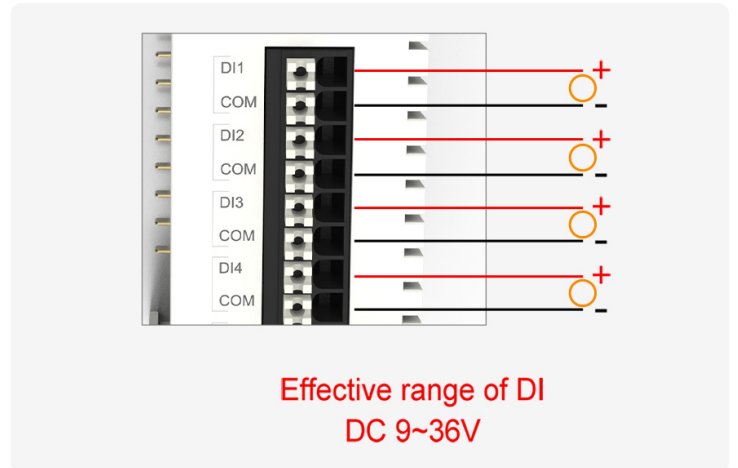 DI1
+
COM
-
DI2
+
COM
-
DI3
+
COM
-
DI4
+
COM
-
Effective range of DI
DC 9~36V